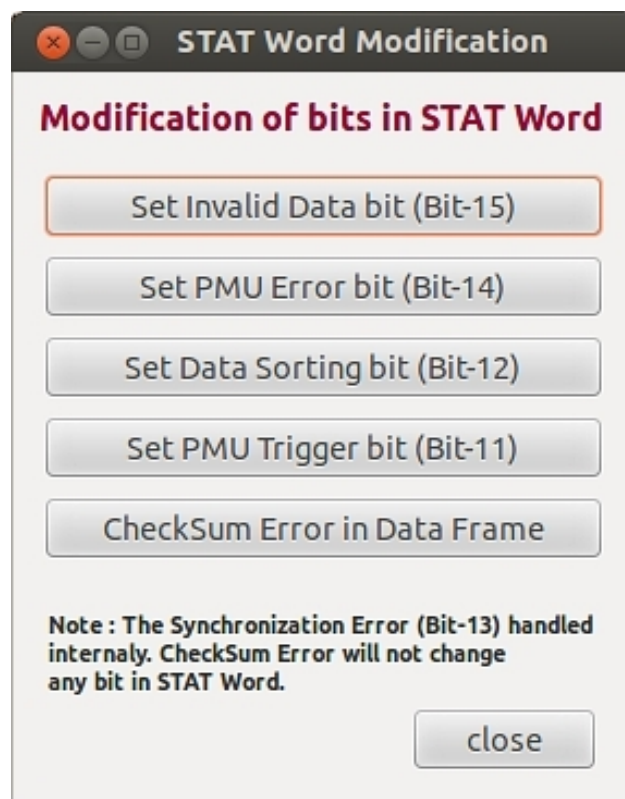 STAT Word Modification
Modification of bits in STAT Word
Set Invalid Data bit (Bit-15)
Set PMU Error bit (Bit-14)
Set Data Sorting bit (Bit-12)
Set PMU Trigger bit (Bit-11)
CheckSum Error in Data Frame
Note : The Synchronization Error (Bit-13) handled
internaly. CheckSum Error will not change
any bit in STAT Word.
close